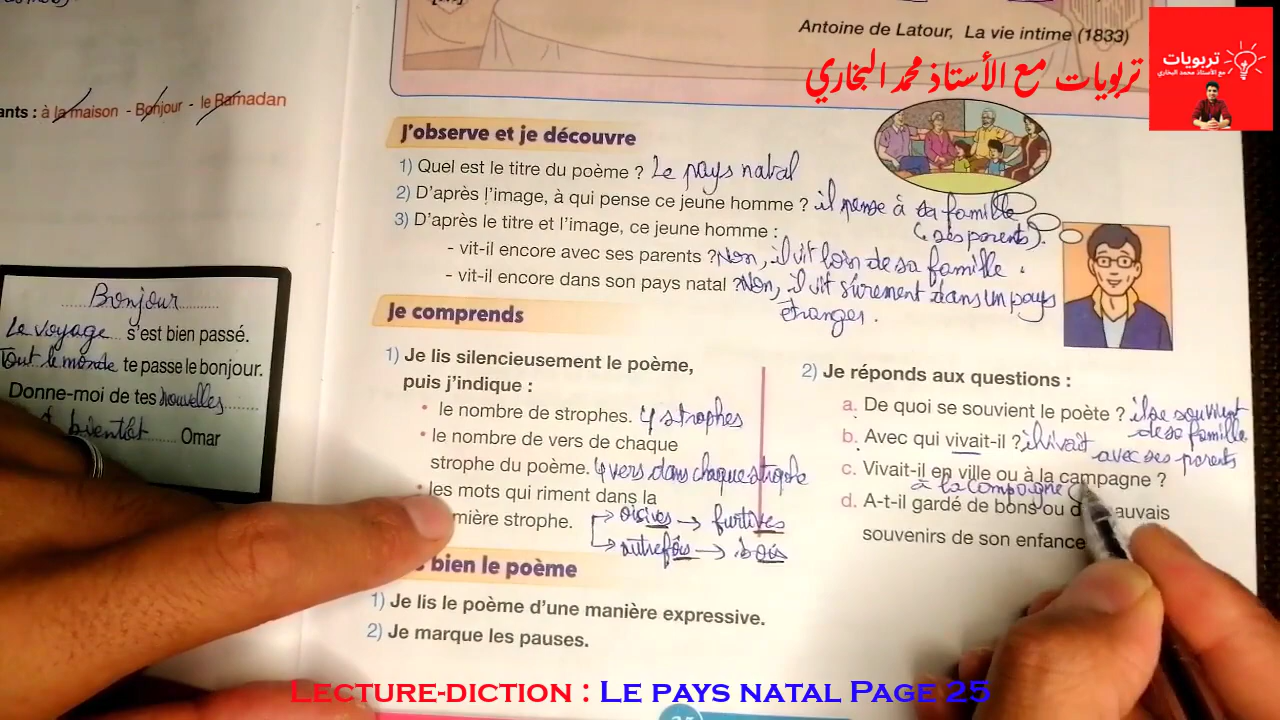 Antoine de Latour, La vie intime (1833)
تربويات مع الأستاذ محمد البخاري
تربويات
مع الأستاذ محمد البخاري
ants : à la maison - Bonjour - le Ramadan
J'observe et je découvre
1) Quel est le titre du poème ? Le pays natal
2) D'après l'image, à qui pense ce jeune homme ? il pense à sa famille
(ses parents).
3) D'après le titre et l'image, ce jeune homme :
- vit-il encore avec ses parents ? Non, il vit loin de sa famille.
- vit-il encore dans son pays natal ? Non, il vit sûrement dans un pays
étranger.
Bonjour
Le voyage s'est bien passé.
Tout le monde te passe le bonjour.
Donne-moi de tes nouvelles
à bientôt Omar
Je comprends
1) Je lis silencieusement le poème,
puis j'indique :
• le nombre de strophes. 4 strophes
• le nombre de vers de chaque
strophe du poème. 4 vers dans chaque strophe
• les mots qui riment dans la
mière strophe. oisives → furtives
autrefois → bois
2) Je réponds aux questions :
a. De quoi se souvient le poète ? il se souvient
de sa famille
b. Avec qui vivait-il ? il vivait
avec ses parents
c. Vivait-il en ville ou à la campagne ?
à la campagne
d. A-t-il gardé de bons ou d auvais
souvenirs de son enfance
bien le poème
1) Je lis le poème d'une manière expressive.
2) Je marque les pauses.
Lecture-diction : Le pays natal Page 25